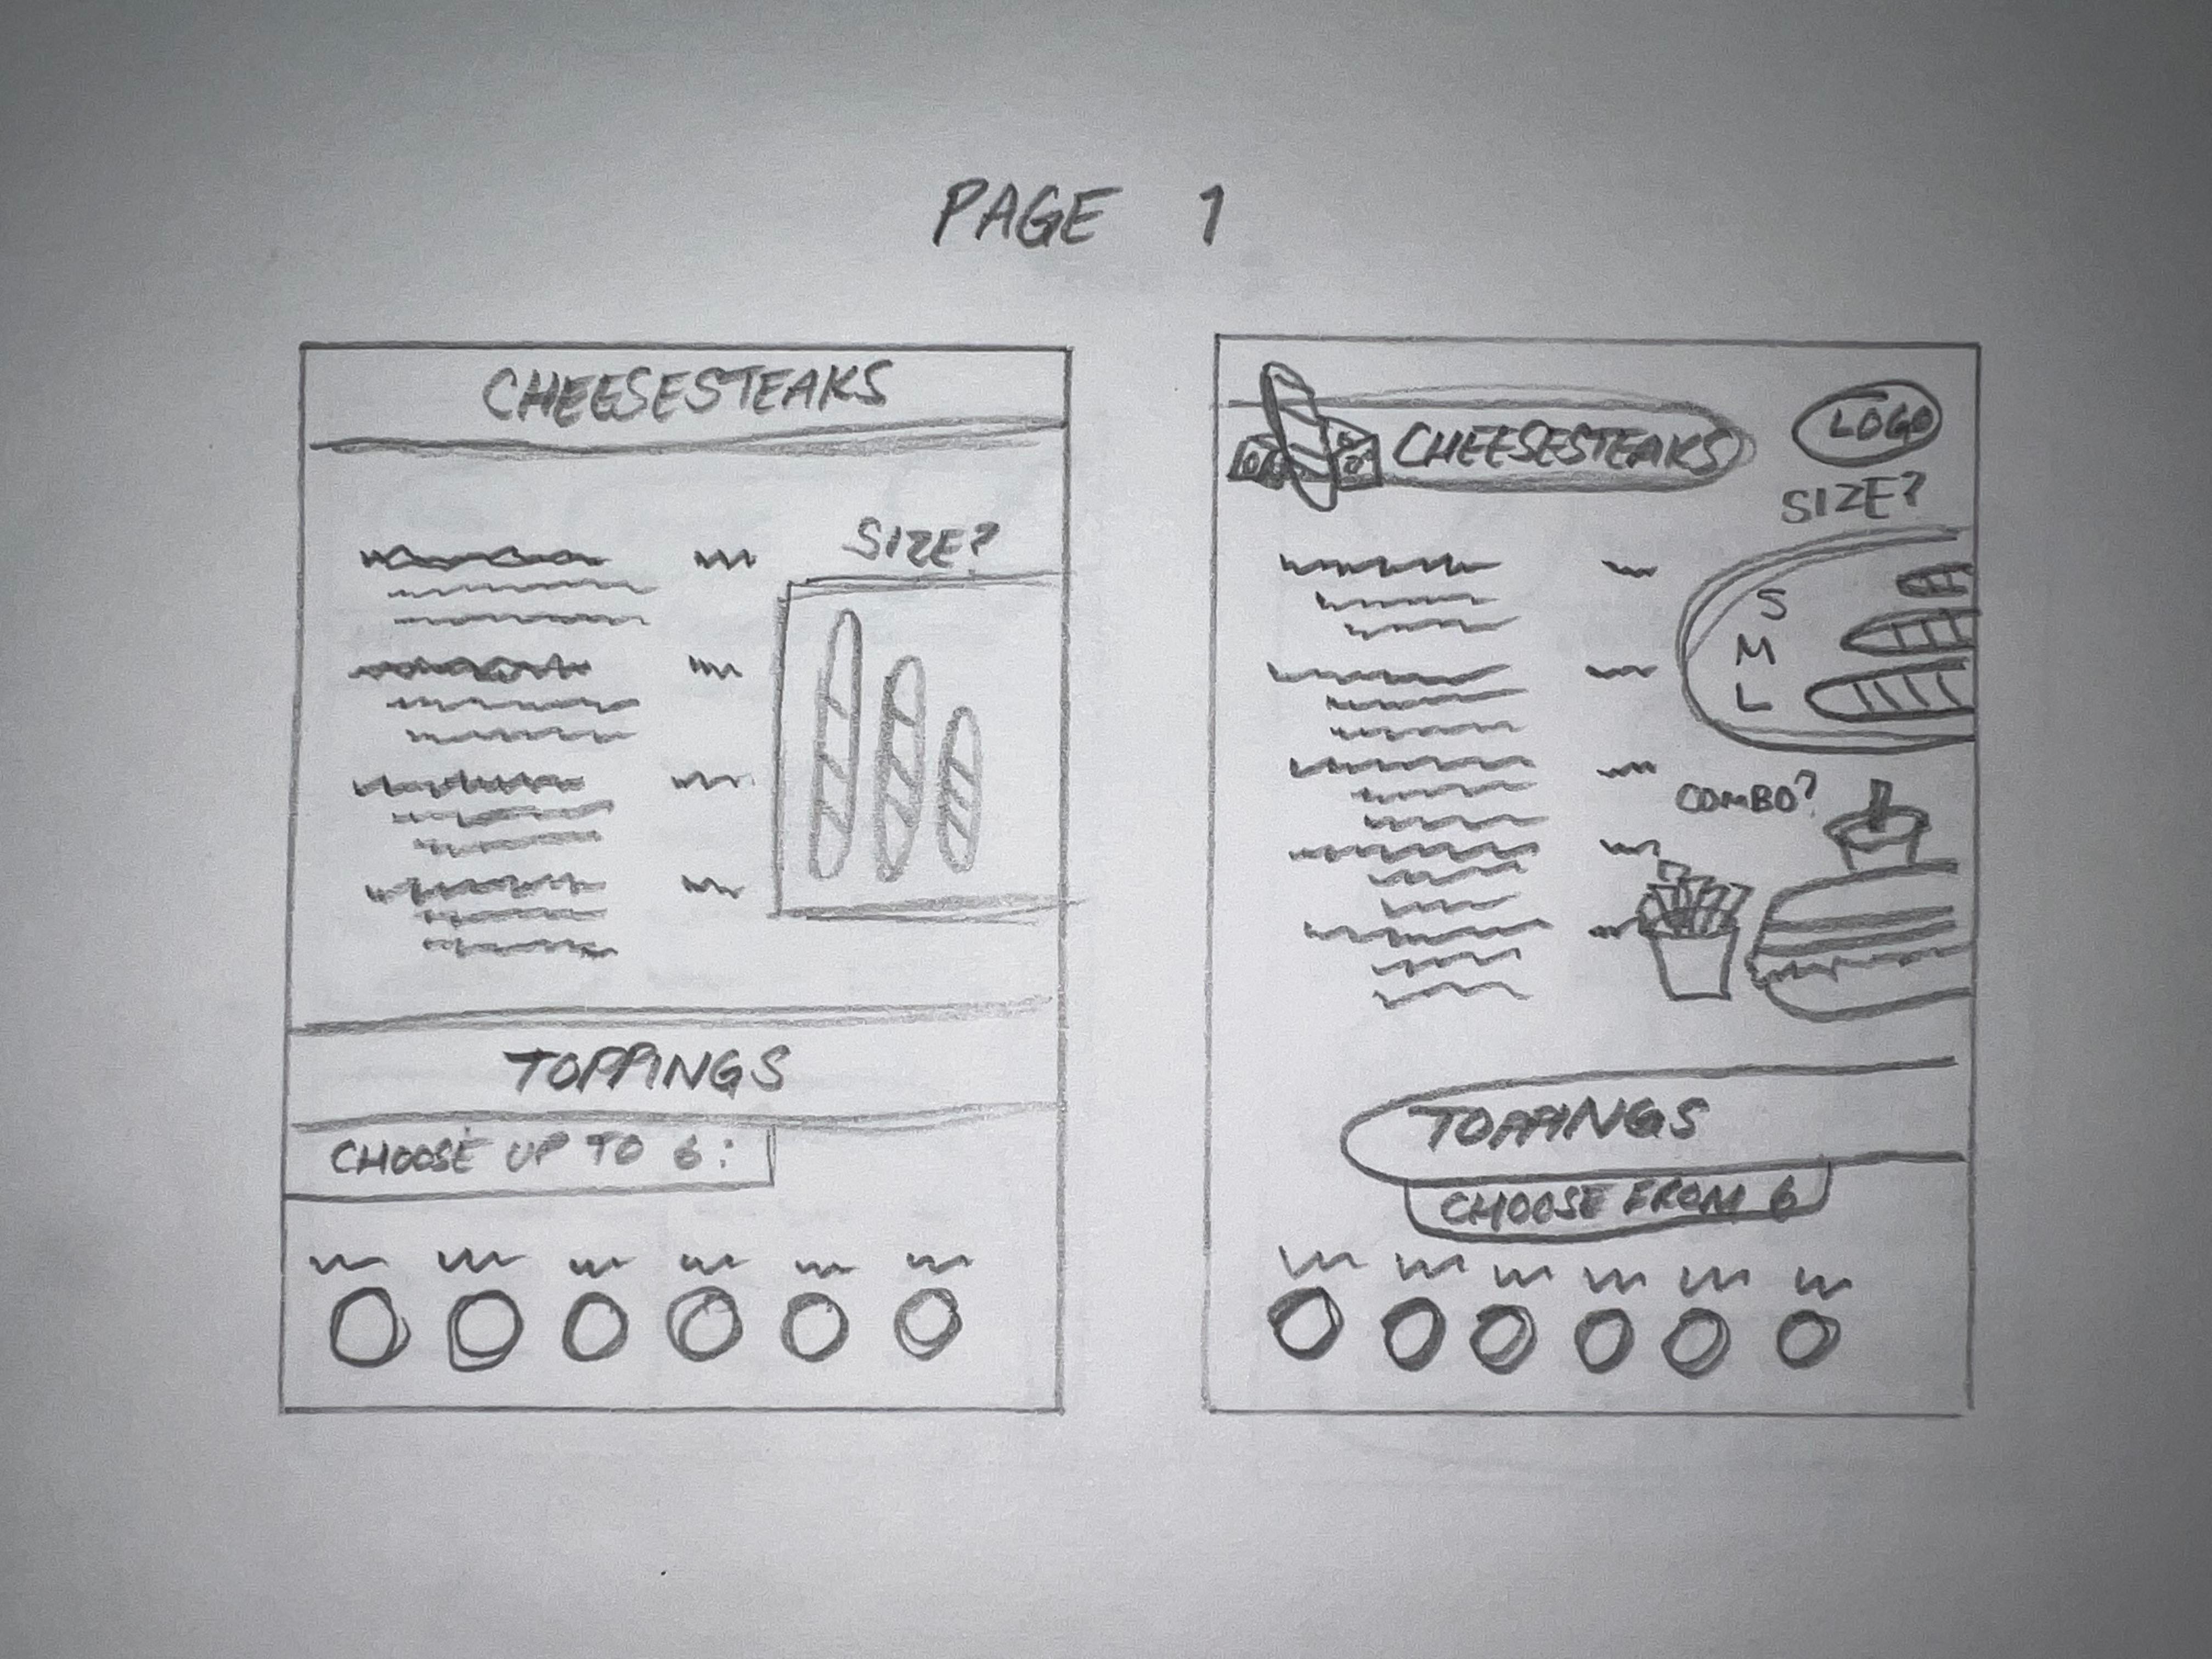 PAGE 1
CHEESESTEAKS
SIZE?
TOPPINGS
CHOOSE UP TO 6:
CHEESESTEAKS
LOGO
SIZE?
S
M
L
COMBO?
TOPPINGS
CHOOSE FROM 6